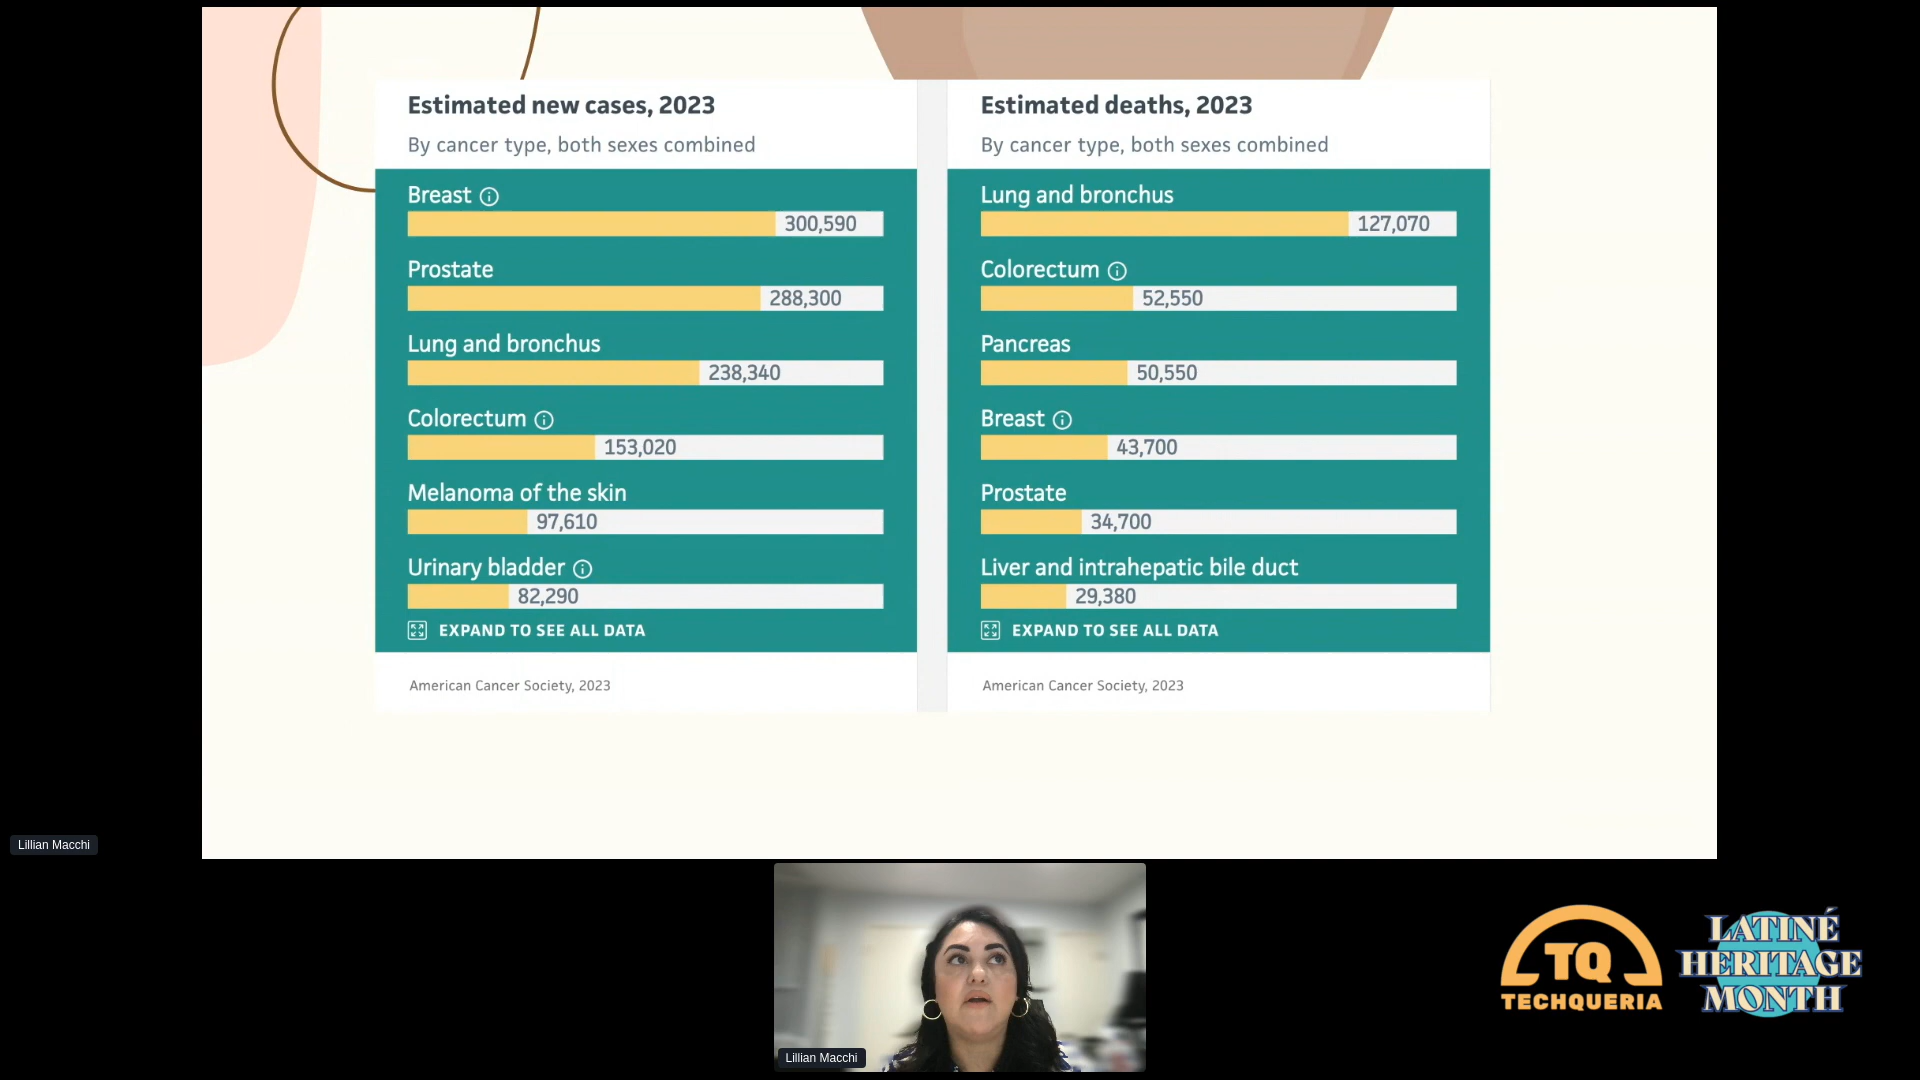 Estimated new cases, 2023
By cancer type, both sexes combined
Breast
300,590
Prostate
288,300
Lung and bronchus
238,340
Colorectum
153,020
Melanoma of the skin
97,610
Urinary bladder
82,290
EXPAND TO SEE ALL DATA
American Cancer Society, 2023
Estimated deaths, 2023
By cancer type, both sexes combined
Lung and bronchus
127,070
Colorectum
52,550
Pancreas
50,550
Breast
43,700
Prostate
34,700
Liver and intrahepatic bile duct
29,380
EXPAND TO SEE ALL DATA
American Cancer Society, 2023
Lillian Macchi
Lillian Macchi
TQ
TECHQUERIA
LATINÉ
HERITAGE
MONTH